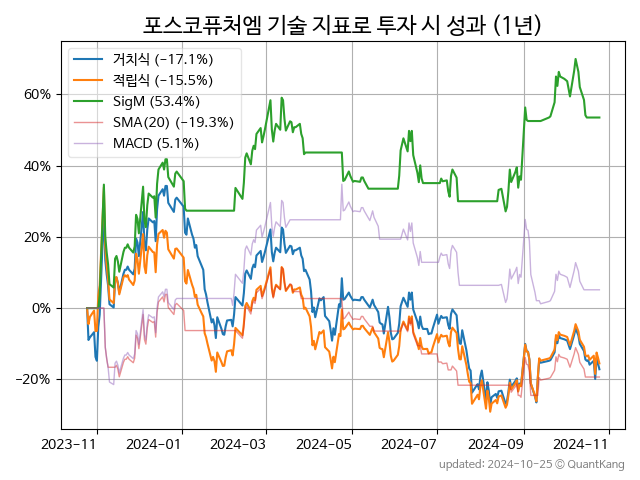 포스코퓨처엠 기술 지표로 투자 시 성과 (1년)
거치식 (−17.1%)
적립식 (−15.5%)
SigM (53.4%)
SMA(20) (−19.3%)
MACD (5.1%)
60%
40%
20%
0%
−20%
2023-11 2024-01 2024-03 2024-05 2024-07 2024-09 2024-11
updated: 2024-10-25 © QuantKang